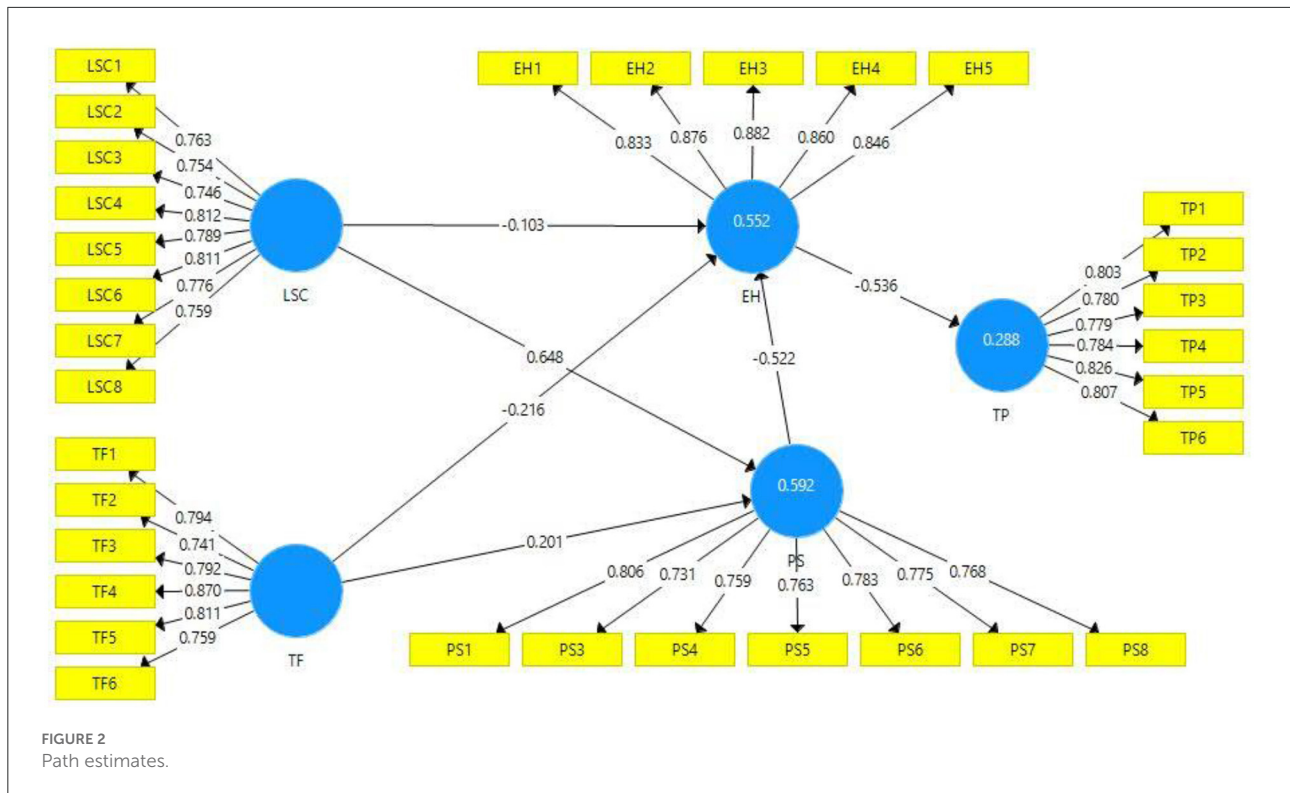 LSC1
LSC2
LSC3
LSC4
LSC5
LSC6
LSC7
LSC8
0.763
0.754
0.746
0.812
0.789
0.811
0.776
0.759
LSC
EH1
EH2
EH3
EH4
EH5
0.833
0.876
0.882
0.860
0.846
0.552
EH
-0.103
0.648
-0.216
-0.522
-0.536
0.201
0.288
TP
0.803
0.780
0.779
0.784
0.826
0.807
TP1
TP2
TP3
TP4
TP5
TP6
TF1
TF2
TF3
TF4
TF5
TF6
0.794
0.741
0.792
0.870
0.811
0.759
TF
0.592
PS
0.806
0.731
0.759
0.763
0.783
0.775
0.768
PS1
PS3
PS4
PS5
PS6
PS7
PS8
FIGURE 2
Path estimates.